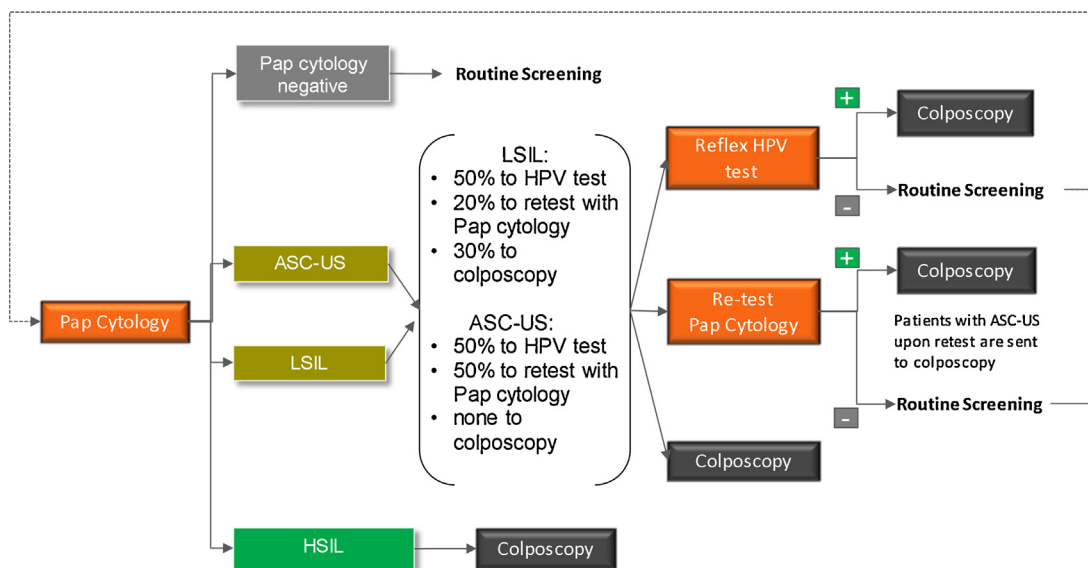 Pap cytology
negative
Routine Screening
ASC-US
Pap Cytology
LSIL
HSIL
Colposcopy
LSIL:
• 50% to HPV test
• 20% to retest with
Pap cytology
• 30% to
colposcopy
ASC-US:
• 50% to HPV test
• 50% to retest with
Pap cytology
• none to
colposcopy
Reflex HPV
test
+
Colposcopy
-
Routine Screening
Re-test
Pap Cytology
+
Colposcopy
Patients with ASC-US
upon retest are sent
to colposcopy
-
Routine Screening
Colposcopy